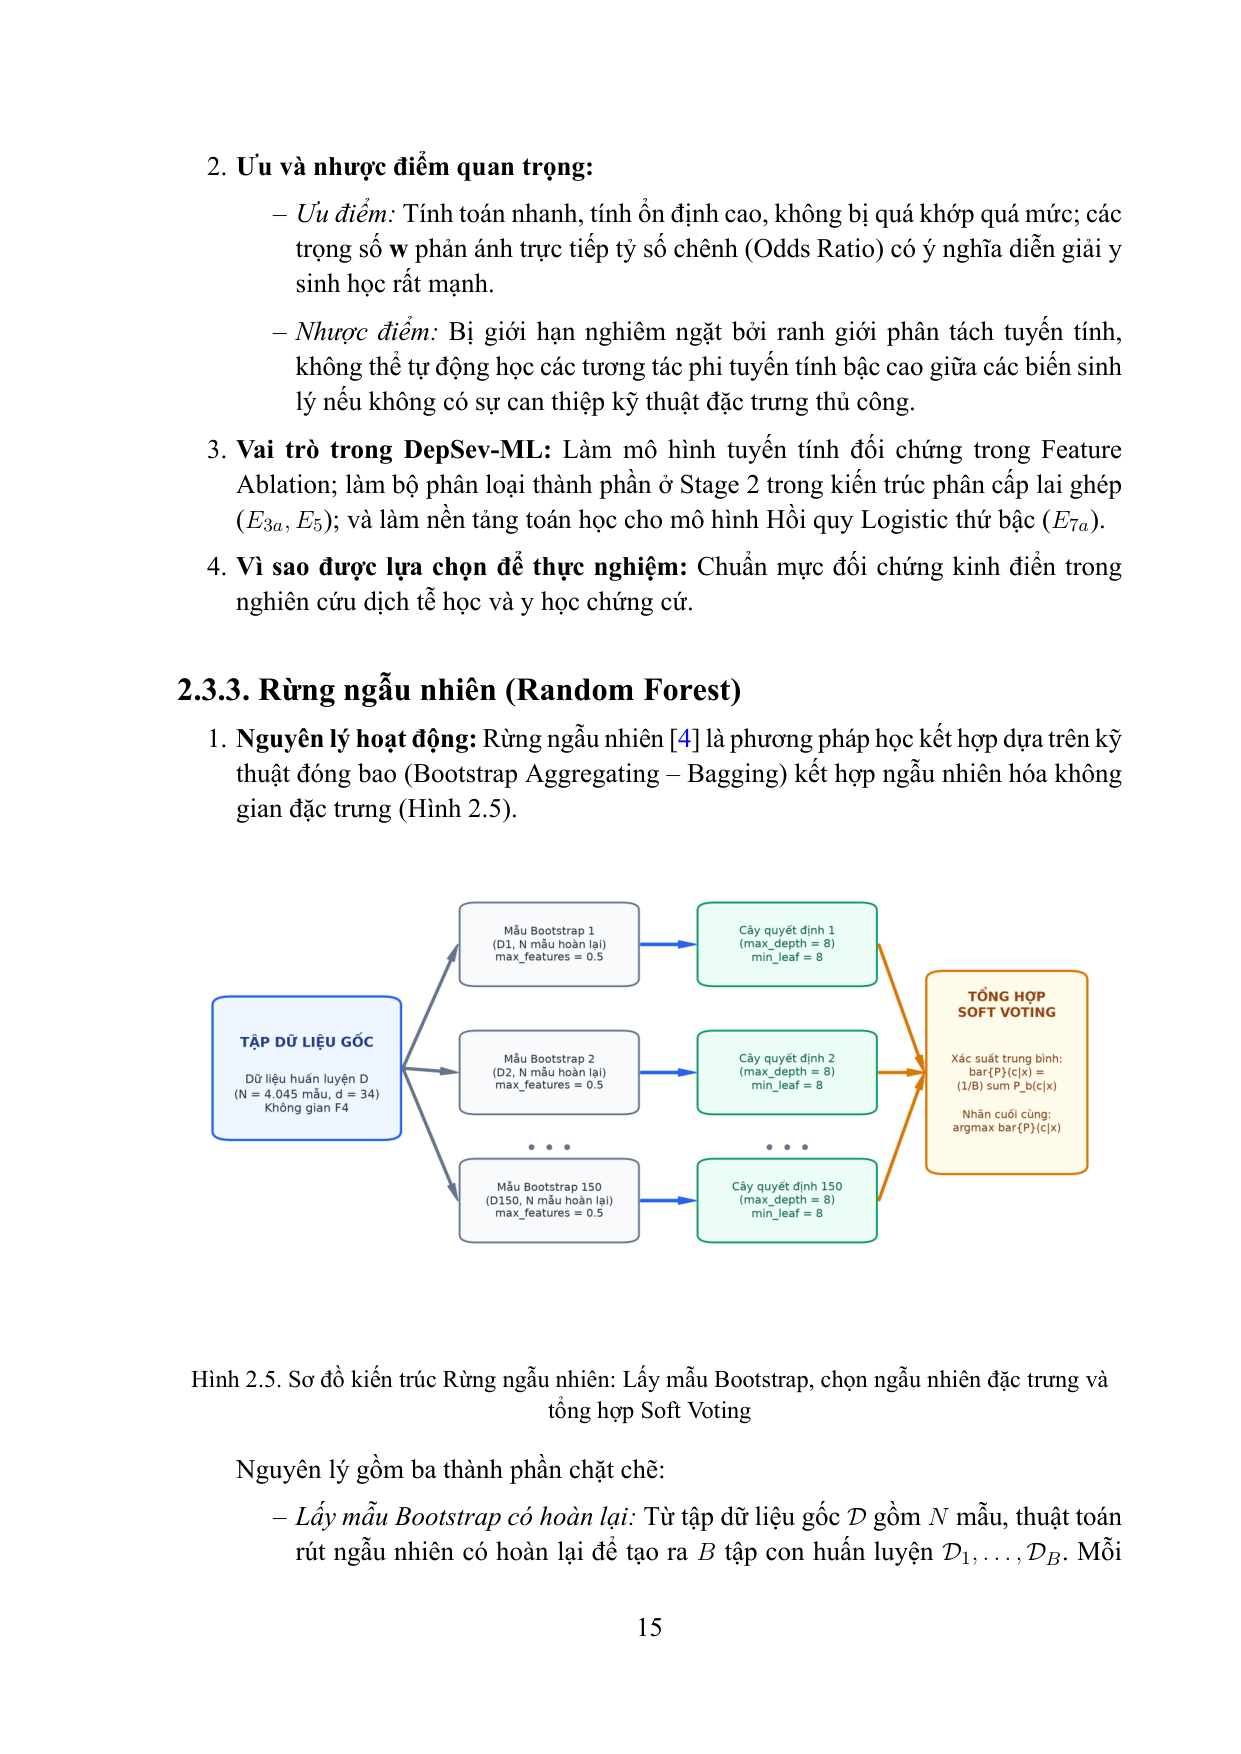 2. Ưu và nhược điểm quan trọng:
– Ưu điểm: Tính toán nhanh, tính ổn định cao, không bị quá khớp quá mức; các
trọng số w phản ánh trực tiếp tỷ số chênh (Odds Ratio) có ý nghĩa diễn giải y
sinh học rất mạnh.
– Nhược điểm: Bị giới hạn nghiêm ngặt bởi ranh giới phân tách tuyến tính,
không thể tự động học các tương tác phi tuyến tính bậc cao giữa các biến sinh
lý nếu không có sự can thiệp kỹ thuật đặc trưng thủ công.
3. Vai trò trong DepSev-ML: Làm mô hình tuyến tính đối chứng trong Feature
Ablation; làm bộ phân loại thành phần ở Stage 2 trong kiến trúc phân cấp lai ghép
(E3a, E5); và làm nền tảng toán học cho mô hình Hồi quy Logistic thứ bậc (E7a).
4. Vì sao được lựa chọn để thực nghiệm: Chuẩn mực đối chứng kinh điển trong
nghiên cứu dịch tễ học và y học chứng cứ.
2.3.3. Rừng ngẫu nhiên (Random Forest)
1. Nguyên lý hoạt động: Rừng ngẫu nhiên [4] là phương pháp học kết hợp dựa trên kỹ
thuật đóng bao (Bootstrap Aggregating – Bagging) kết hợp ngẫu nhiên hóa không
gian đặc trưng (Hình 2.5).
TẬP DỮ LIỆU GỐC
Dữ liệu huấn luyện D
(N = 4.045 mẫu, d = 34)
Không gian F4
Mẫu Bootstrap 1
(D1, N mẫu hoàn lại)
max_features = 0.5
Cây quyết định 1
(max_depth = 8)
min_leaf = 8
Mẫu Bootstrap 2
(D2, N mẫu hoàn lại)
max_features = 0.5
Cây quyết định 2
(max_depth = 8)
min_leaf = 8
• • •
• • •
Mẫu Bootstrap 150
(D150, N mẫu hoàn lại)
max_features = 0.5
Cây quyết định 150
(max_depth = 8)
min_leaf = 8
TỔNG HỢP
SOFT VOTING
Xác suất trung bình:
bar{P}(c|x) =
(1/B) sum P_b(c|x)
Nhãn cuối cùng:
argmax bar{P}(c|x)
Hình 2.5. Sơ đồ kiến trúc Rừng ngẫu nhiên: Lấy mẫu Bootstrap, chọn ngẫu nhiên đặc trưng và
tổng hợp Soft Voting
Nguyên lý gồm ba thành phần chặt chẽ:
– Lấy mẫu Bootstrap có hoàn lại: Từ tập dữ liệu gốc D gồm N mẫu, thuật toán
rút ngẫu nhiên có hoàn lại để tạo ra B tập con huấn luyện D1, . . . , DB. Mỗi
15